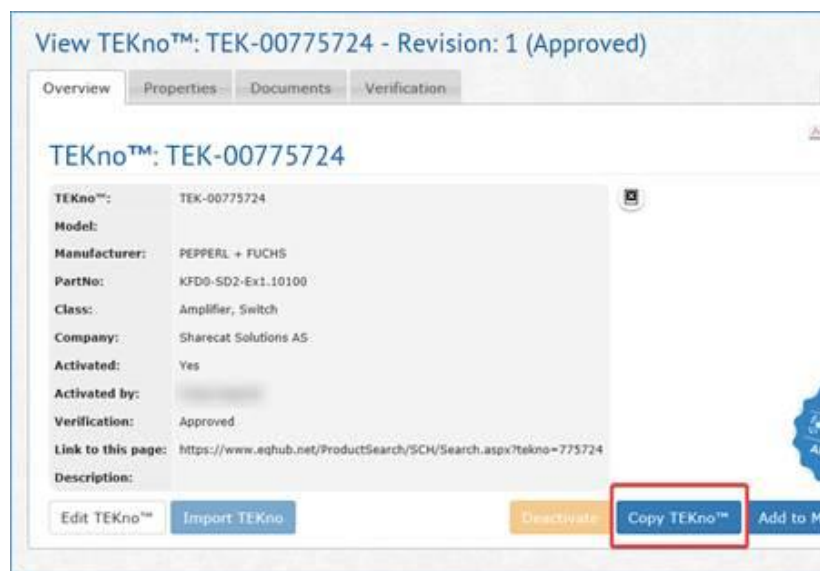 View TEKno™: TEK-00775724 - Revision: 1 (Approved)
Overview Properties Documents Verification
TEKno™: TEK-00775724
TEKno™: TEK-00775724
Model:
Manufacturer: PEPPERL + FUCHS
PartNo: KFD0-SD2-Ex1.10100
Class: Amplifier, Switch
Company: Sharecat Solutions AS
Activated: Yes
Activated by:
Verification: Approved
Link to this page: https://www.eqhub.net/ProductSearch/SCH/Search.aspx?tekno=775724
Description:
Edit TEKno™ Import TEKno Deactivate Copy TEKno™ Add to M